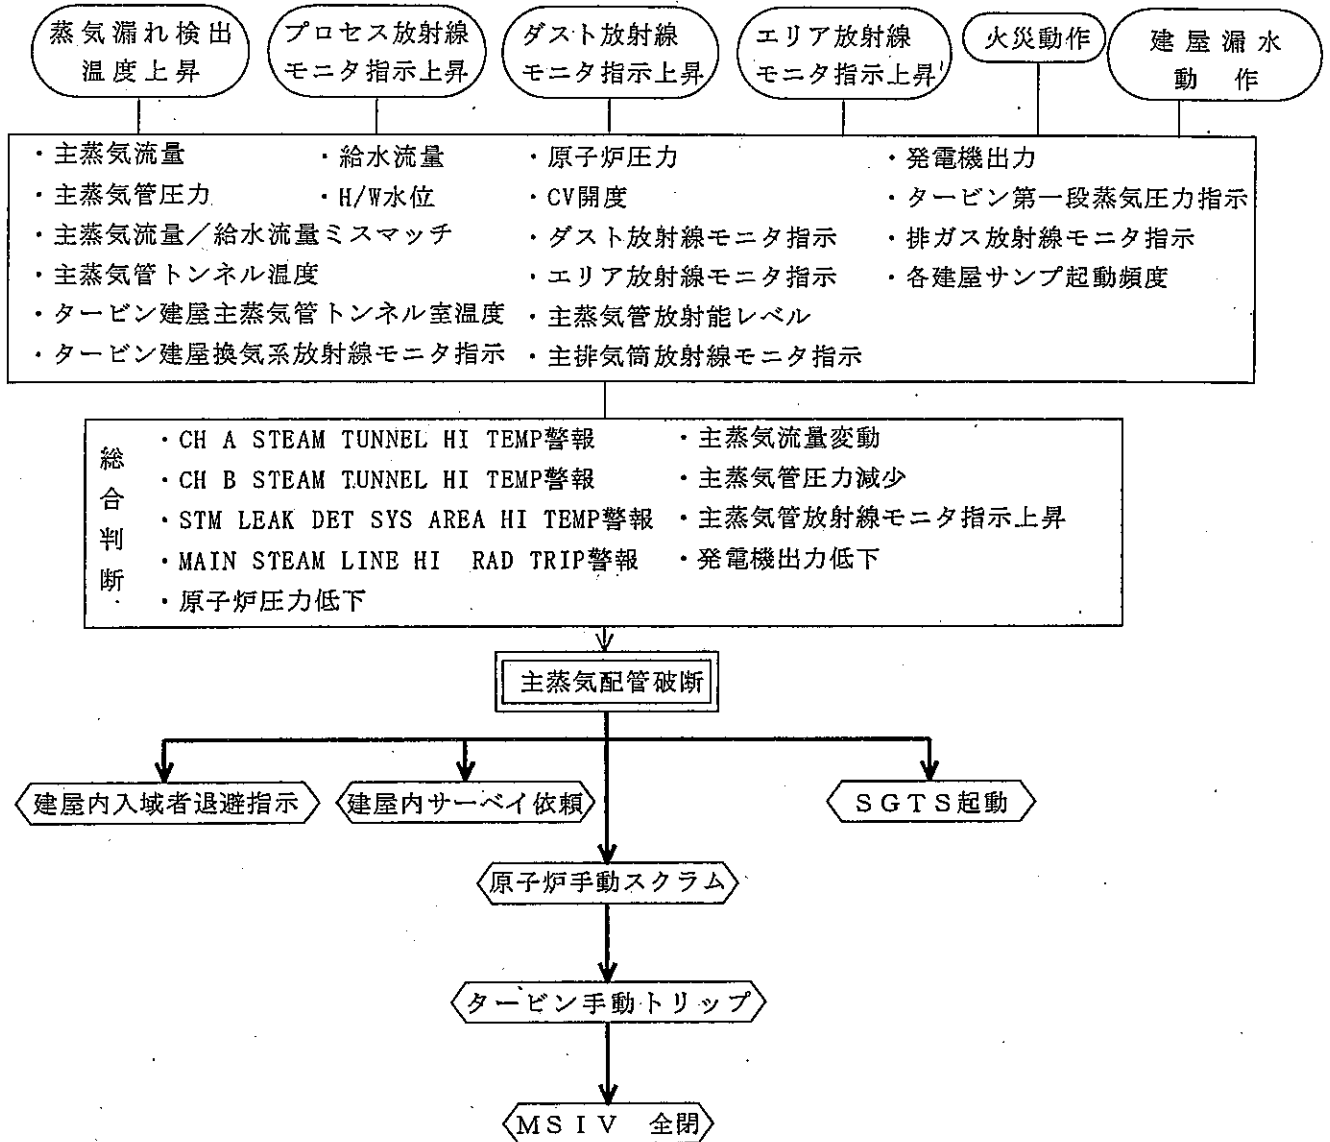 蒸気漏れ検出
温度上昇
プロセス放射線
モニタ指示上昇
ダスト放射線
モニタ指示上昇
エリア放射線
モニタ指示上昇
火災動作
建屋漏水
動　作
・主蒸気流量
・給水流量
・原子炉圧力
・発電機出力
・主蒸気管圧力
・H/W水位
・CV開度
・タービン第一段蒸気圧力指示
・主蒸気流量／給水流量ミスマッチ
・ダスト放射線モニタ指示
・排ガス放射線モニタ指示
・主蒸気管トンネル温度
・エリア放射線モニタ指示
・各建屋サンプ起動頻度
・タービン建屋主蒸気管トンネル室温度
・主蒸気管放射能レベル
・タービン建屋換気系放射線モニタ指示
・主排気筒放射線モニタ指示
総合判断
・CH A STEAM TUNNEL HI TEMP警報
・主蒸気流量変動
・CH B STEAM TUNNEL HI TEMP警報
・主蒸気管圧力減少
・STM LEAK DET SYS AREA HI TEMP警報
・主蒸気管放射線モニタ指示上昇
・MAIN STEAM LINE HI RAD TRIP警報
・発電機出力低下
・原子炉圧力低下
主蒸気配管破断
建屋内入域者退避指示
建屋内サーベイ依頼
ＳＧＴＳ起動
原子炉手動スクラム
タービン手動トリップ
ＭＳＩＶ　全閉